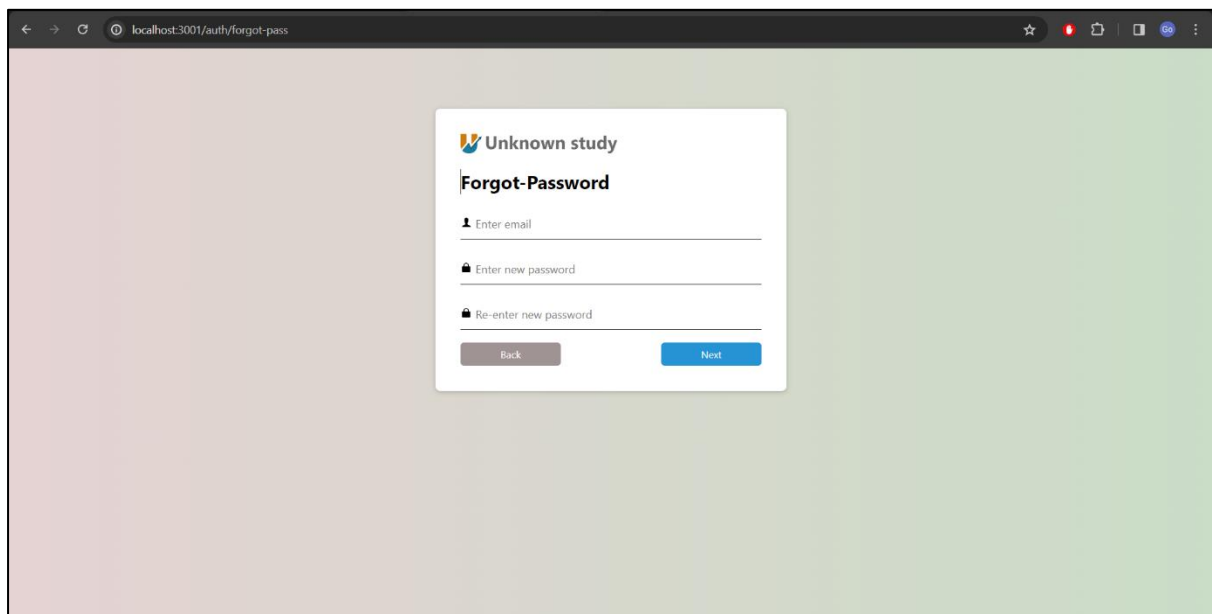 localhost:3001/auth/forgot-pass
Go
Unknown study
Forgot-Password
Enter email
Enter new password
Re-enter new password
Back Next